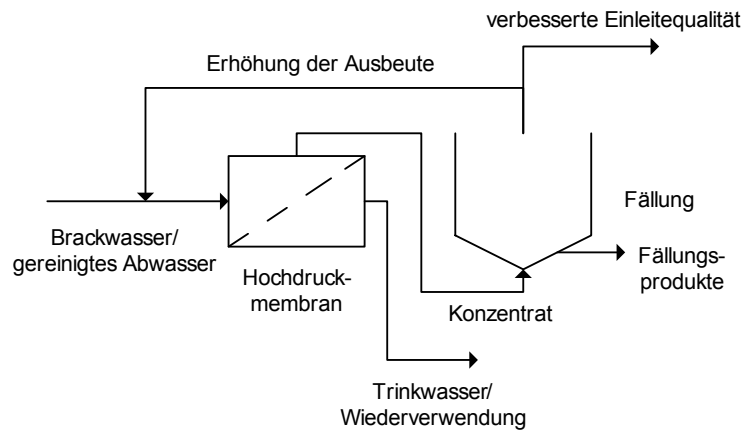 verbesserte Einleitequalität
Erhöhung der Ausbeute
Fällung
Brackwasser/
gereinigtes Abwasser
Fällungs-
produkte
Hochdruck-
membran
Konzentrat
Trinkwasser/
Wiederverwendung